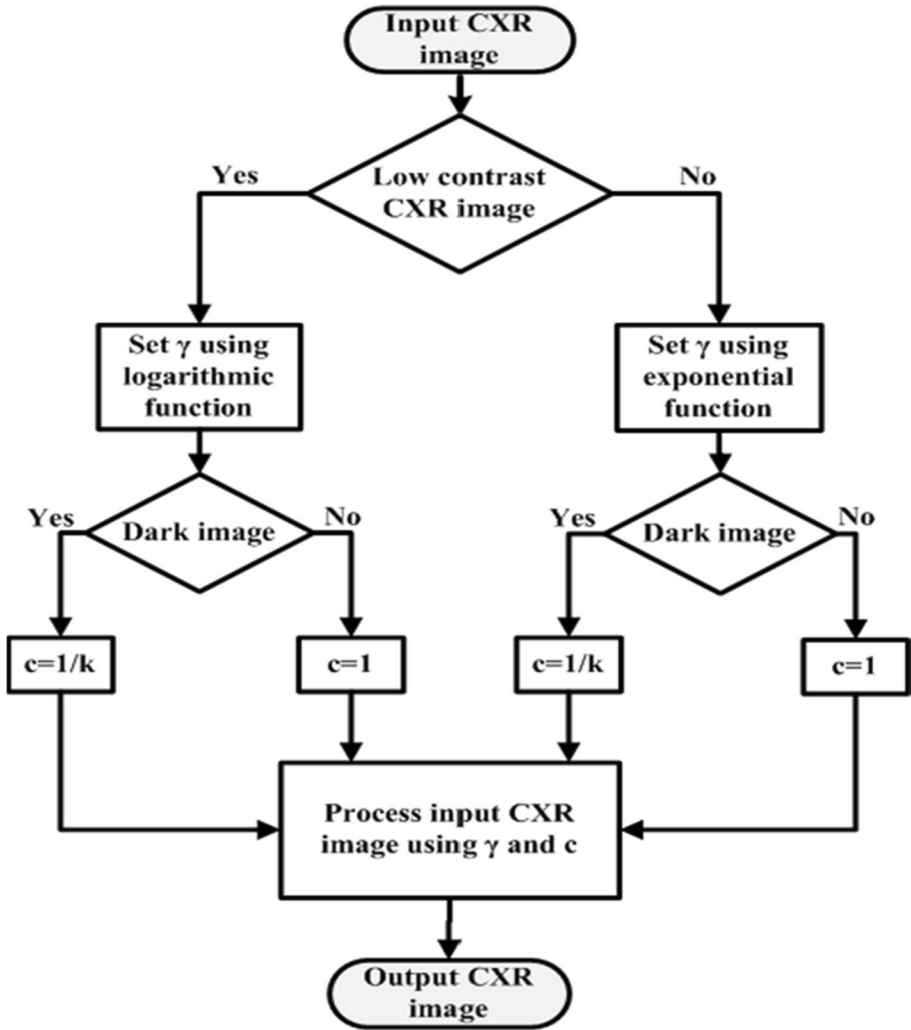 Input CXR
image
Yes
Low contrast
CXR image
No
Set γ using
logarithmic
function
Set γ using
exponential
function
Yes
Dark image
No
Yes
Dark image
No
c=1/k
c=1
c=1/k
c=1
Process input CXR
image using γ and c
Output CXR
image